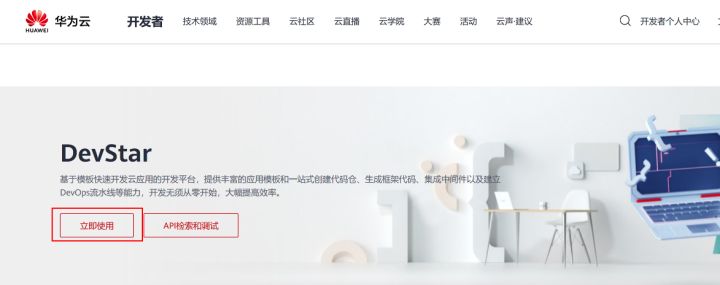 HUAWEI
华为云
开发者 技术领域 资源工具 云社区 云直播 云学院 大赛 活动 云声·建议 开发者个人中心
DevStar
基于模板快速开发云应用的开发平台，提供丰富的应用模板和一站式创建代码仓、生成框架代码、集成中间件以及建立
DevOps流水线等能力，开发无须从零开始，大幅提高效率。
立即使用 API检索和调试